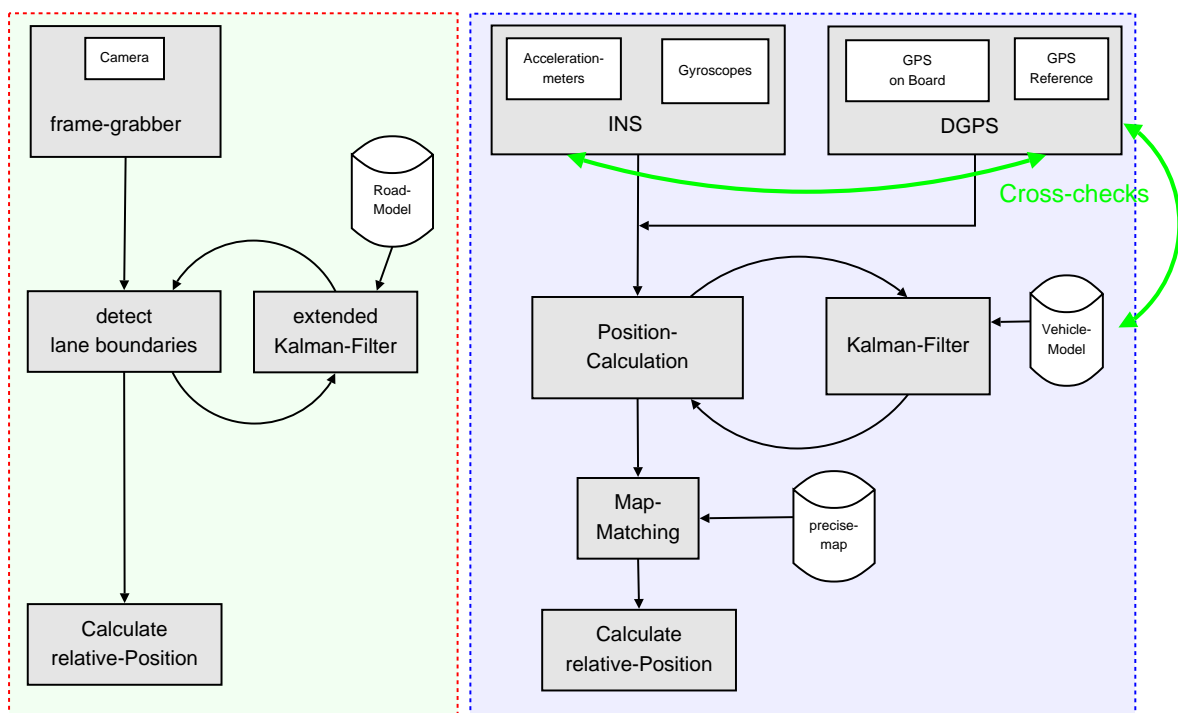 Camera
frame-grabber
Road-
Model
detect
lane boundaries
extended
Kalman-Filter
Calculate
relative-Position
Acceleration-
meters
Gyroscopes
INS
GPS
on Board
GPS
Reference
DGPS
Cross-checks
Position-
Calculation
Kalman-Filter
Vehicle-
Model
Map-
Matching
precise-
map
Calculate
relative-Position